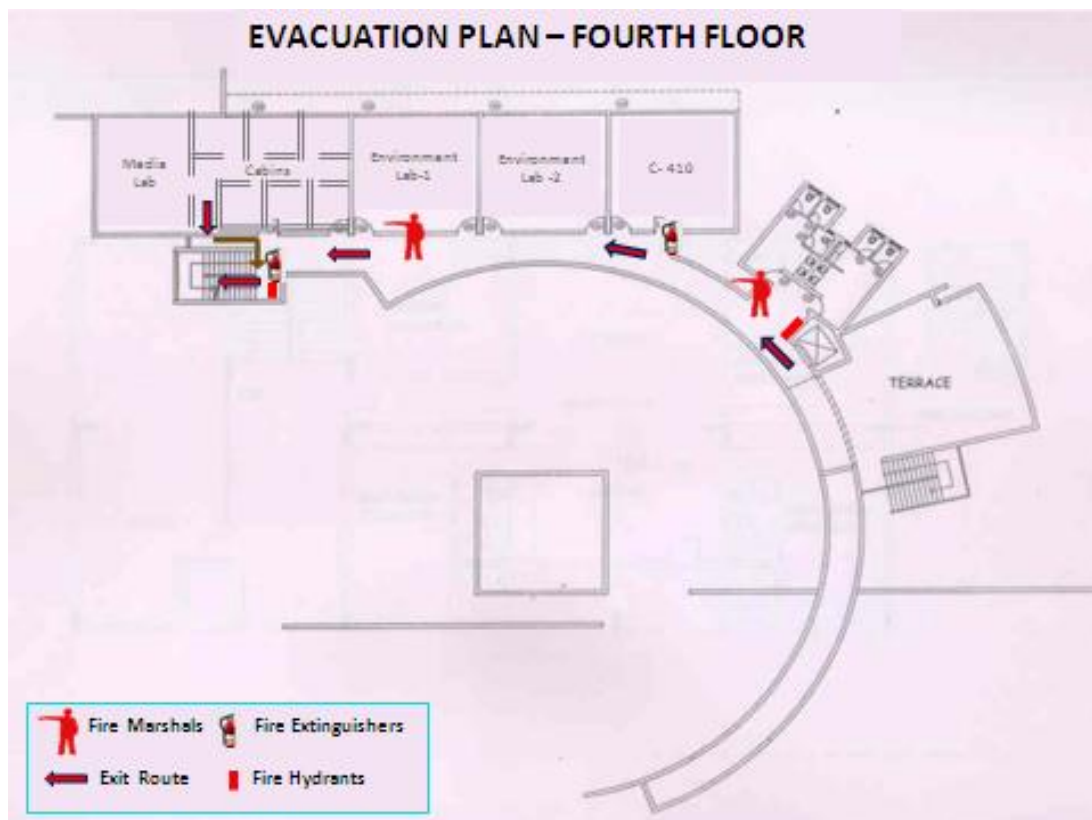 EVACUATION PLAN – FOURTH FLOOR
Media
Lab
Cabins
Environment
Lab-1
Environment
Lab -2
C- 410
TERRACE
Fire Marshals
Fire Extinguishers
Exit Route
Fire Hydrants